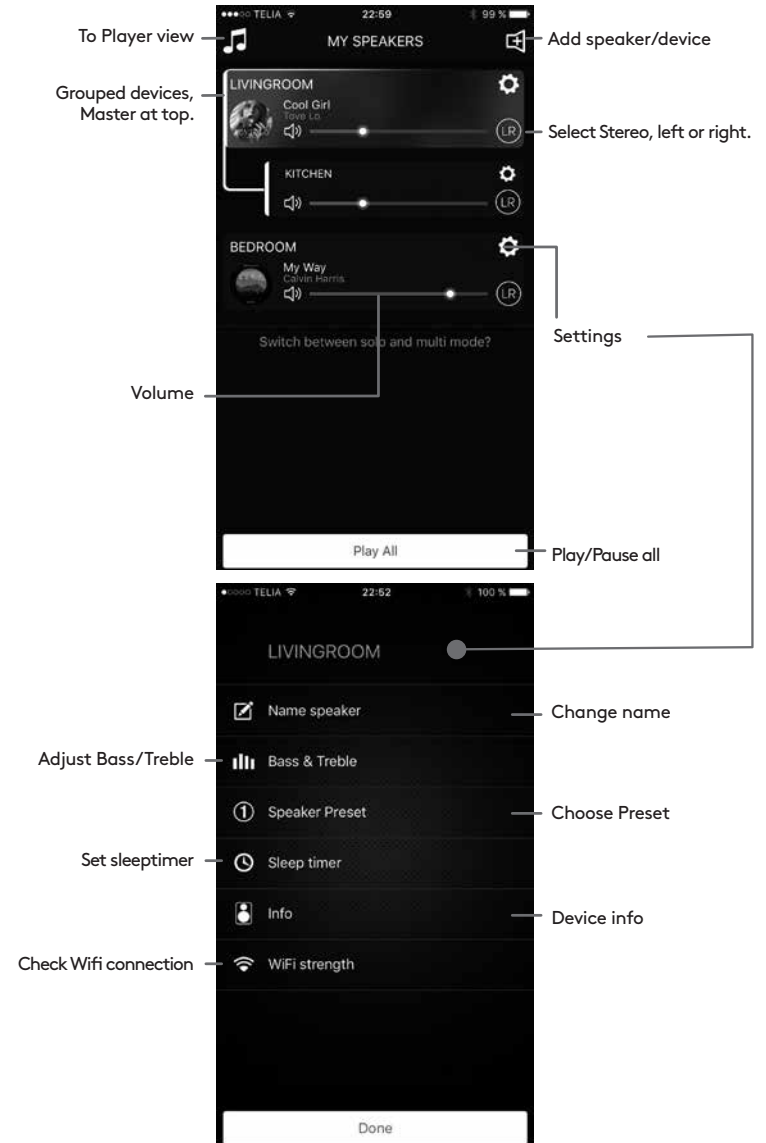 TELIA 22:59 99 %
To Player view
MY SPEAKERS
Add speaker/device
LIVINGROOM
Grouped devices,
Master at top.
Cool Girl
Tove Lo
LR
Select Stereo, left or right.
KITCHEN
LR
BEDROOM
My Way
Calvin Harris
LR
Settings
Switch between solo and multi mode?
Volume
Play All
Play/Pause all
TELIA 22:52 100 %
LIVINGROOM
Name speaker
Change name
Adjust Bass/Treble
Bass & Treble
1 Speaker Preset
Choose Preset
Set sleeptimer
Sleep timer
Info
Device info
Check Wifi connection
WiFi strength
Done